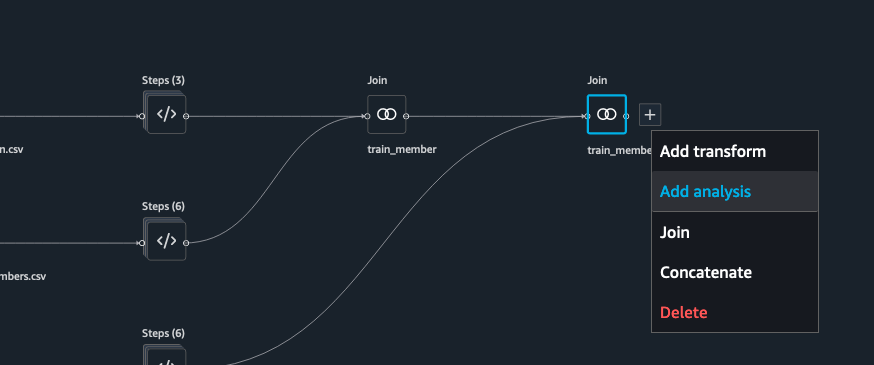 Steps (3)
Join
Join
</>
n.csv
train_member
train_membe
Add transform
Add analysis
Join
Concatenate
Delete
Steps (6)
</>
mbers.csv
Steps (6)
</>